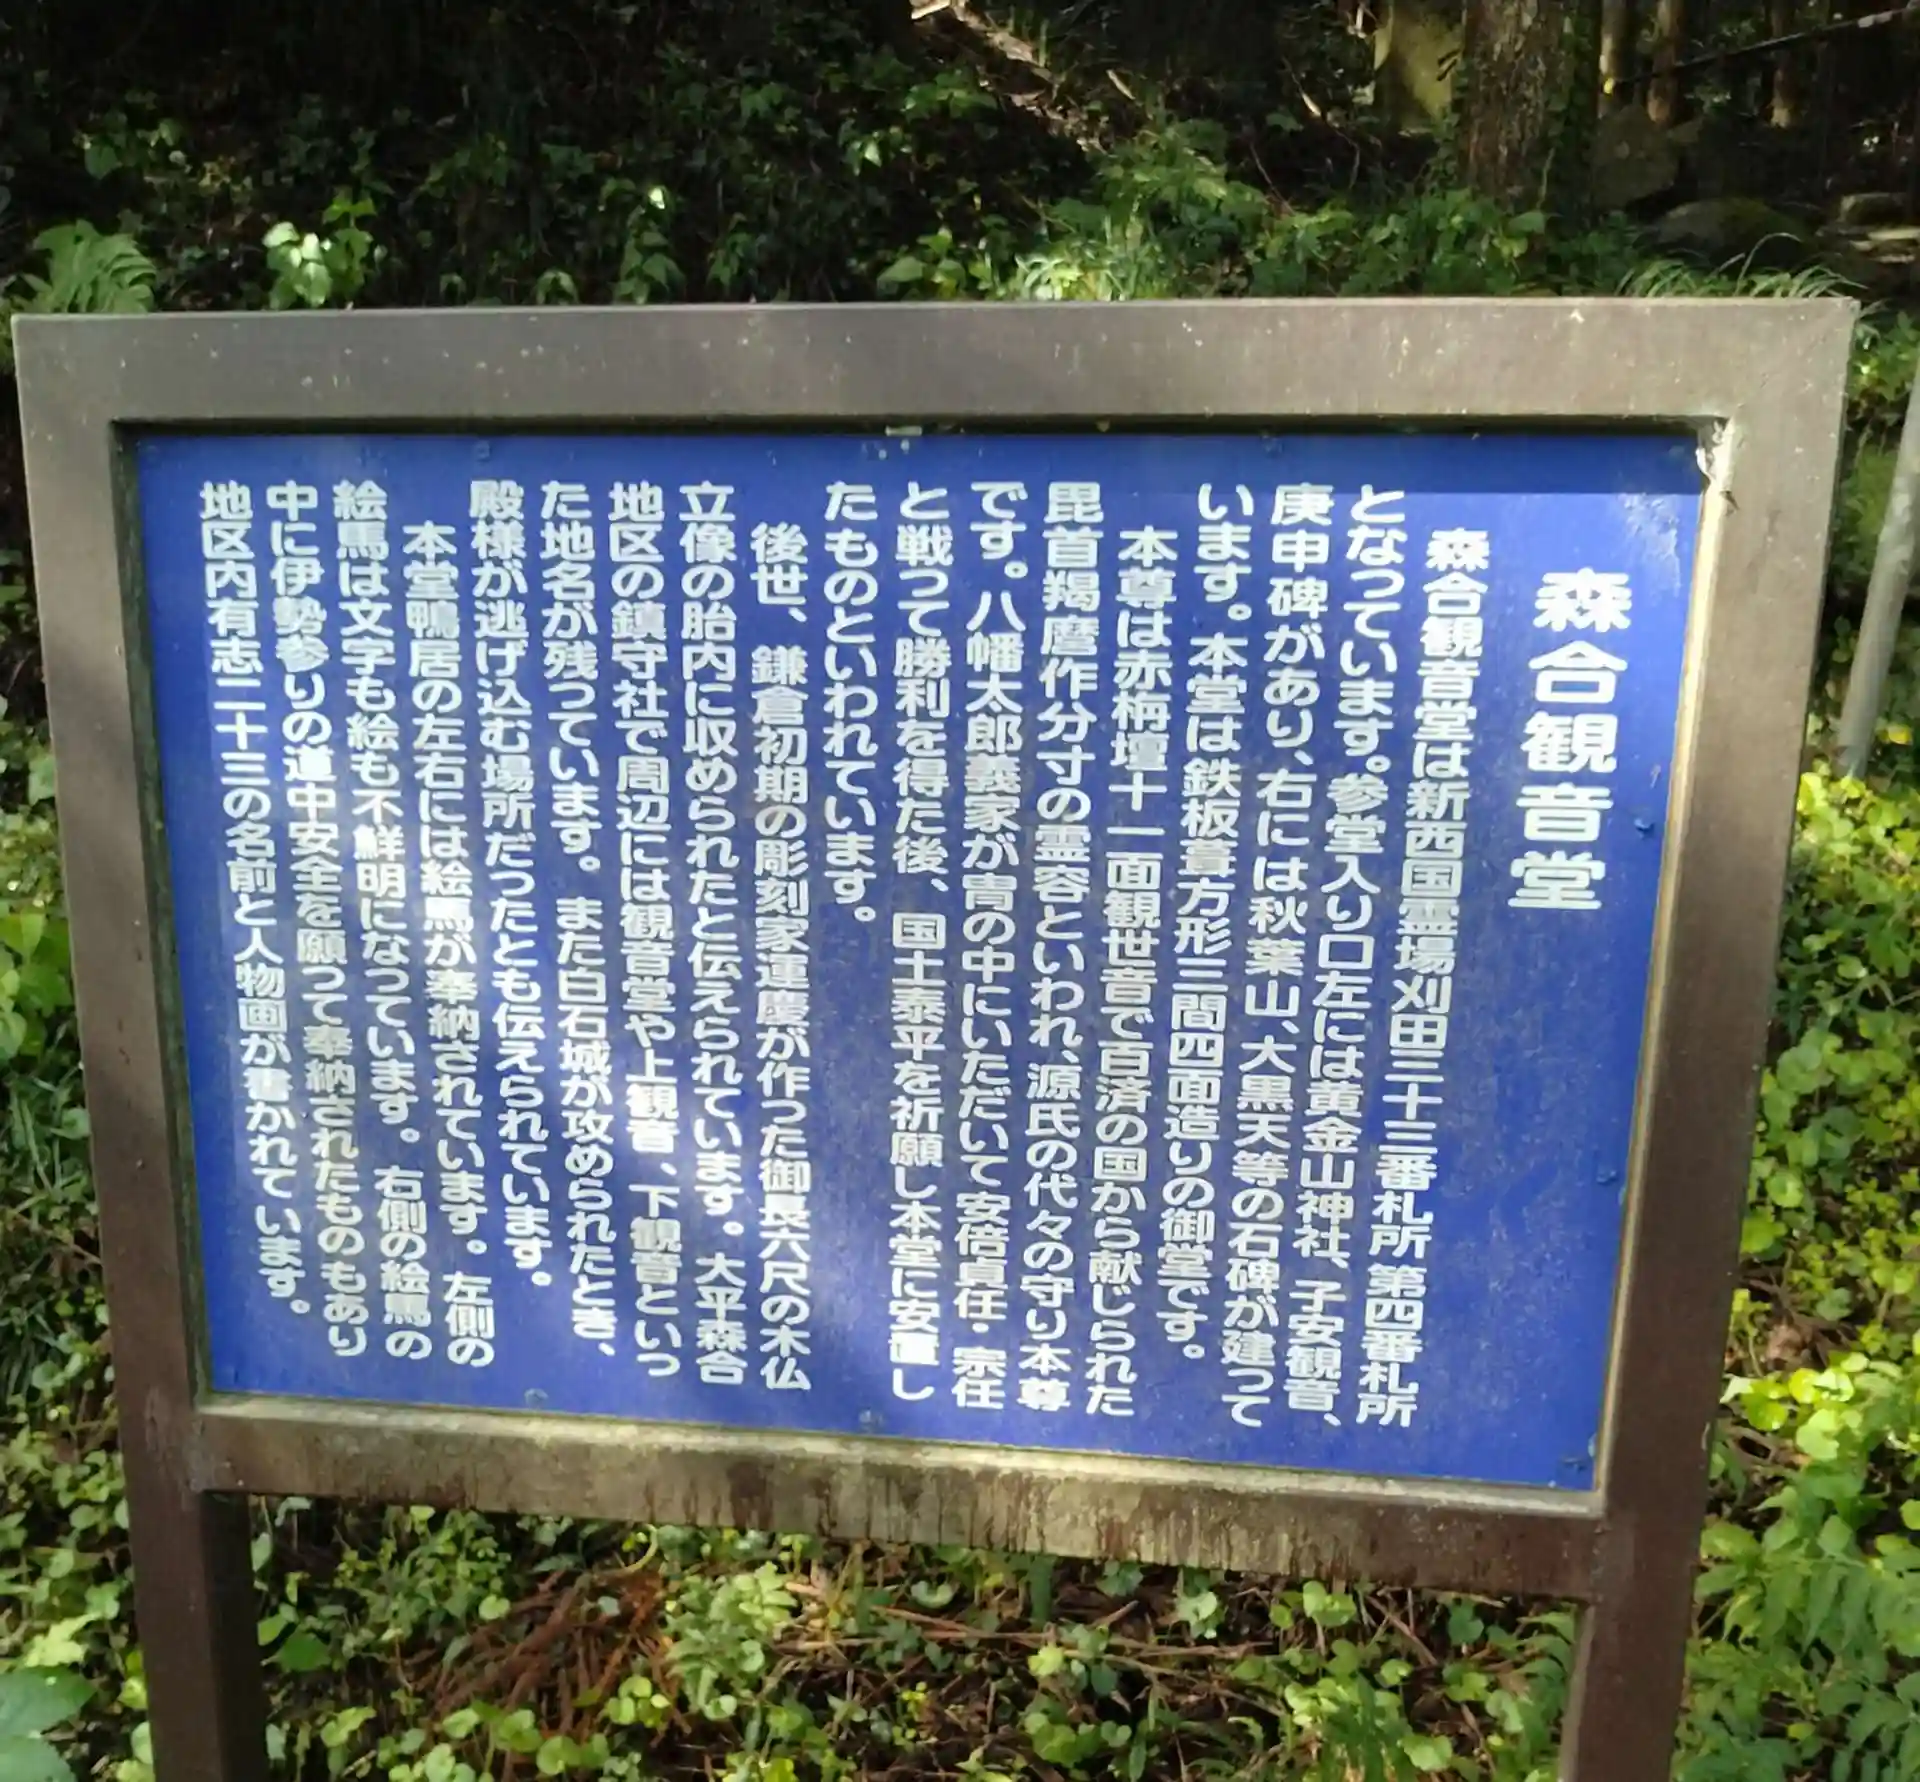 森合観音堂
森合観音堂は新西国霊場刈田三十三番札所 第四番札所
となっています。参堂入り口左には黄金山神社、子安観音、
庚申碑があり、右には秋葉山、大黒天等の石碑が建って
います。本堂は鉄板葺方形三間四面造りの御堂です。
本尊は赤栴壇十一面観世音で百済の国から献じられた
毘首羯麿作分寸の霊容といわれ、源氏の代々の守り本尊
です。八幡太郎義家が冑の中にいただいて安倍貞任・宗任
と戦って勝利を得た後、国土泰平を祈願し本堂に安置し
たものといわれています。
後世、鎌倉初期の彫刻家運慶が作った御長六尺の木仏
立像の胎内に収められたと伝えられています。大平森合
地区の鎮守社で周辺には観音堂や上観音、下観音といっ
た地名が残っています。また白石城が攻められたとき、
殿様が逃げ込む場所だったとも伝えられています。
本堂鴨居の左右には絵馬が奉納されています。左側の
絵馬は文字も絵も不鮮明になっています。右側の絵馬の
中に伊勢参りの道中安全を願って奉納されたものもあり
地区内有志二十三の名前と人物画が書かれています。